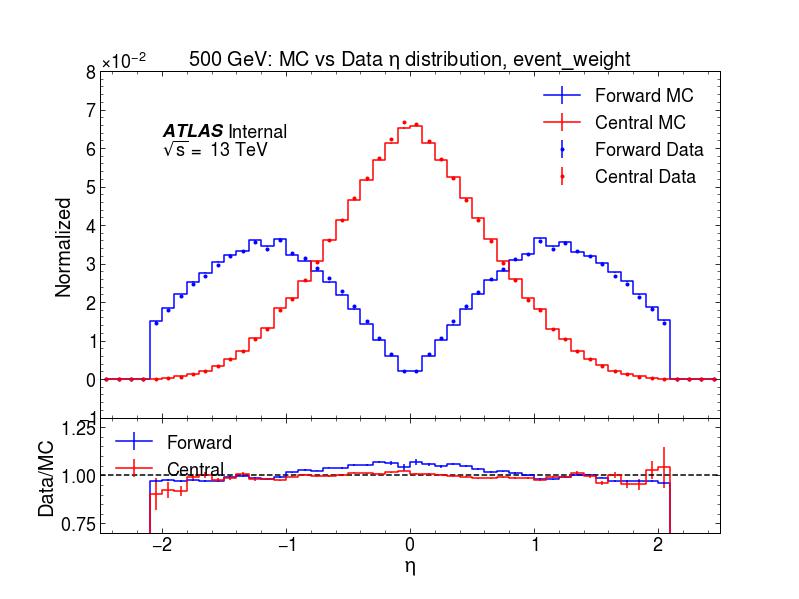 ×10⁻²
500 GeV: MC vs Data η distribution, event_weight
8
7
6
5
4
3
2
1
0
−1
Normalized
ATLAS Internal
√s = 13 TeV
Forward MC
Central MC
Forward Data
Central Data
1.25
1.00
0.75
Data/MC
Forward
Central
−2 −1 0 1 2
η